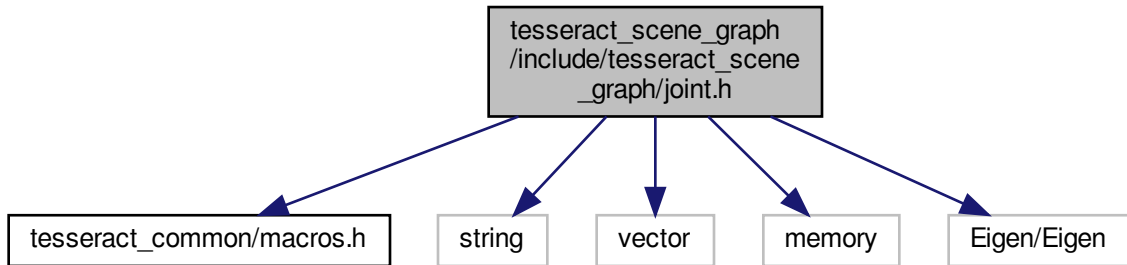 tesseract_scene_graph
/include/tesseract_scene
_graph/joint.h
tesseract_common/macros.h
string
vector
memory
Eigen/Eigen